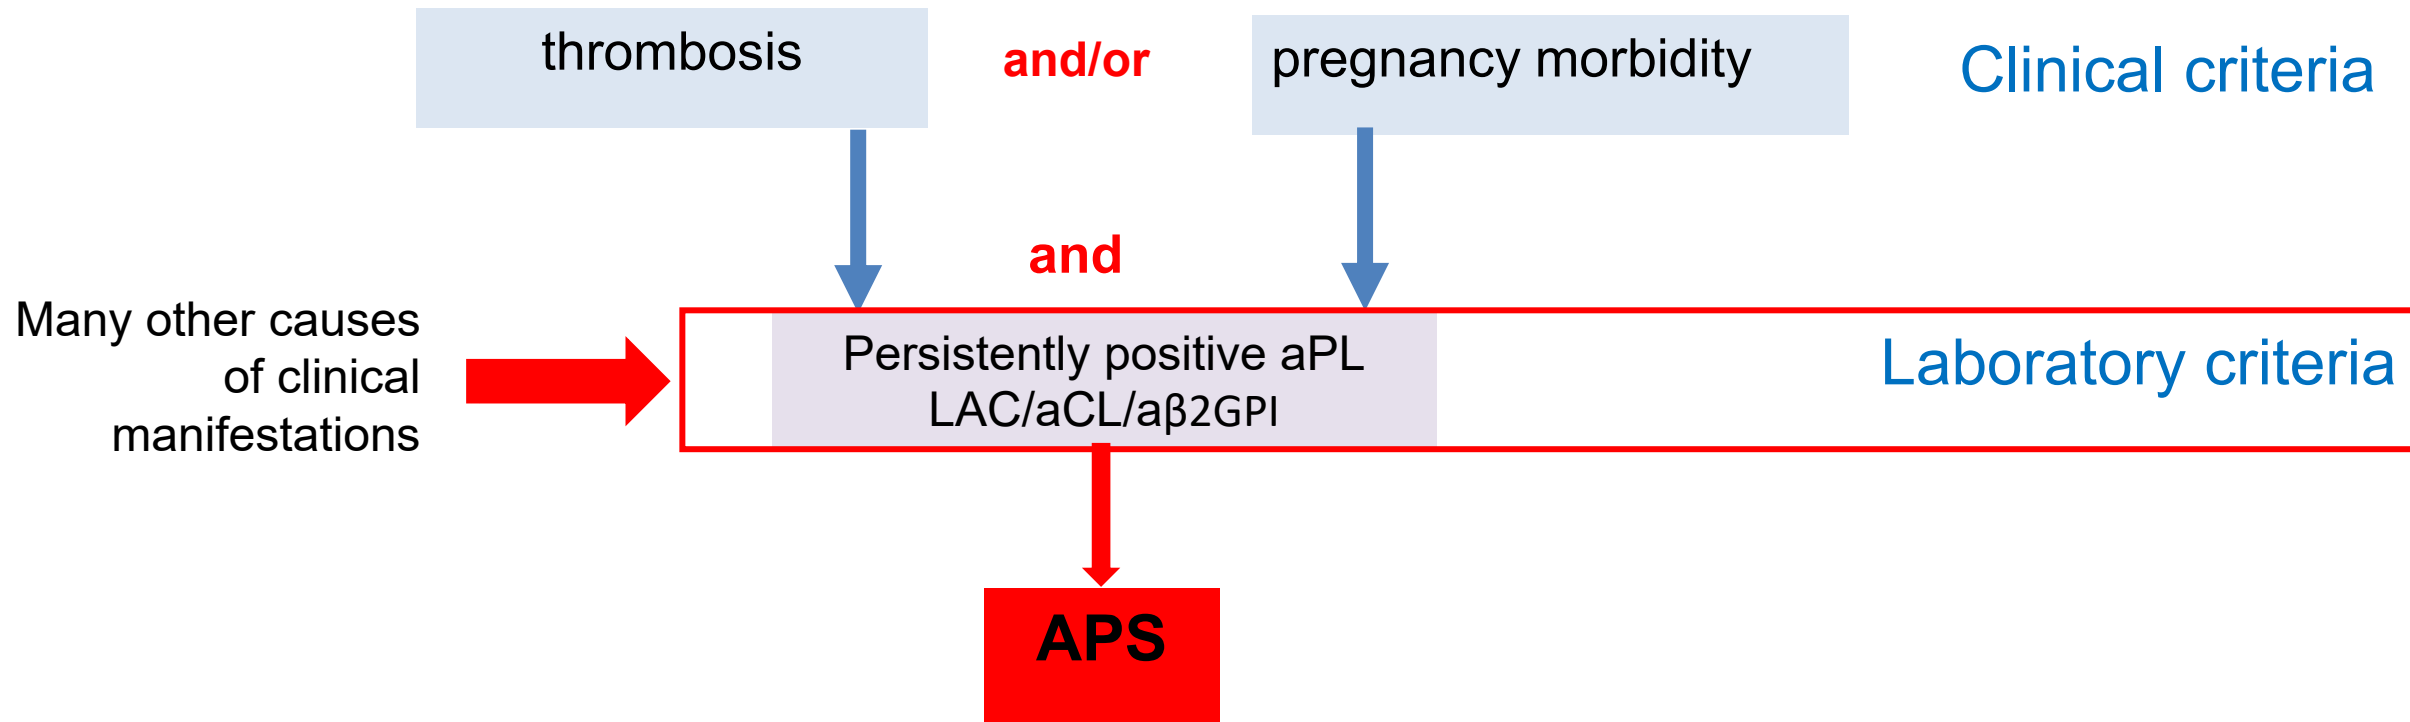 thrombosis
and/or
pregnancy morbidity
Clinical criteria
and
Many other causes
of clinical
manifestations
Persistently positive aPL
LAC/aCL/aβ2GPI
Laboratory criteria
APS